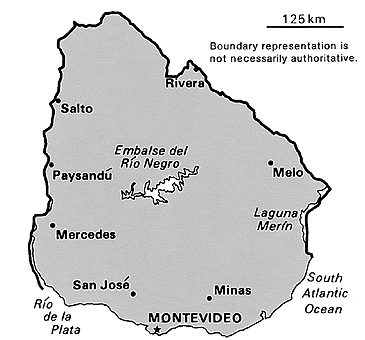 125 km
Boundary representation is
not necessarily authoritative.
Rivera
Salto
Embalse del
Río Negro
Paysandú
Melo
Laguna
Merín
Mercedes
San José
Minas
South
Atlantic
Ocean
Río
de la
Plata
MONTEVIDEO